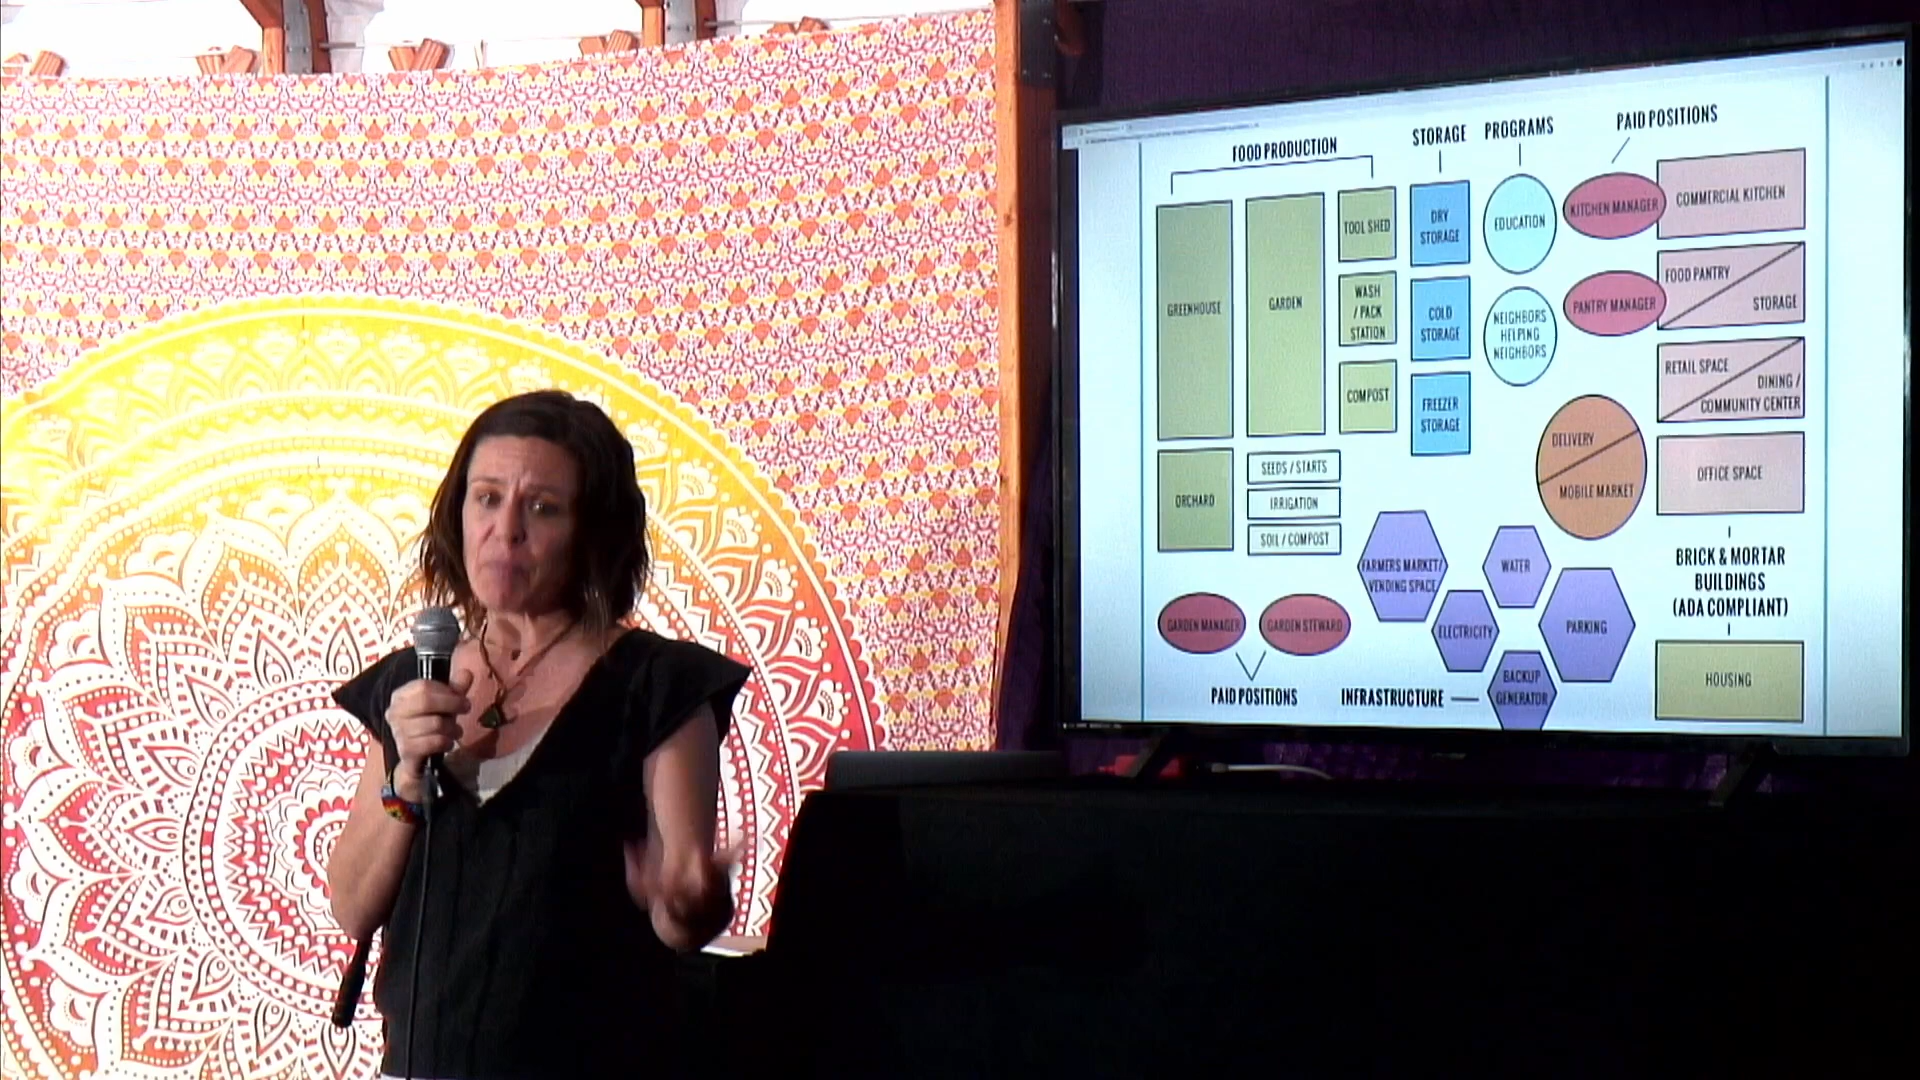 FOOD PRODUCTION
STORAGE
PROGRAMS
PAID POSITIONS
GREENHOUSE
GARDEN
TOOL SHED
WASH
/ PACK
STATION
COMPOST
ORCHARD
SEEDS / STARTS
IRRIGATION
SOIL / COMPOST
DRY
STORAGE
COLD
STORAGE
FREEZER
STORAGE
EDUCATION
NEIGHBORS
HELPING
NEIGHBORS
KITCHEN MANAGER
PANTRY MANAGER
COMMERCIAL KITCHEN
FOOD PANTRY
STORAGE
RETAIL SPACE
DINING /
COMMUNITY CENTER
OFFICE SPACE
DELIVERY
MOBILE MARKET
BRICK & MORTAR
BUILDINGS
(ADA COMPLIANT)
HOUSING
FARMERS MARKET/
VENDING SPACE
WATER
ELECTRICITY
PARKING
BACKUP
GENERATOR
INFRASTRUCTURE
GARDEN MANAGER
GARDEN STEWARD
PAID POSITIONS